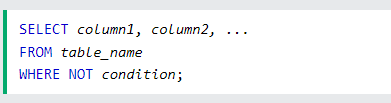 SELECT column1, column2, ...
FROM table_name
WHERE NOT condition;